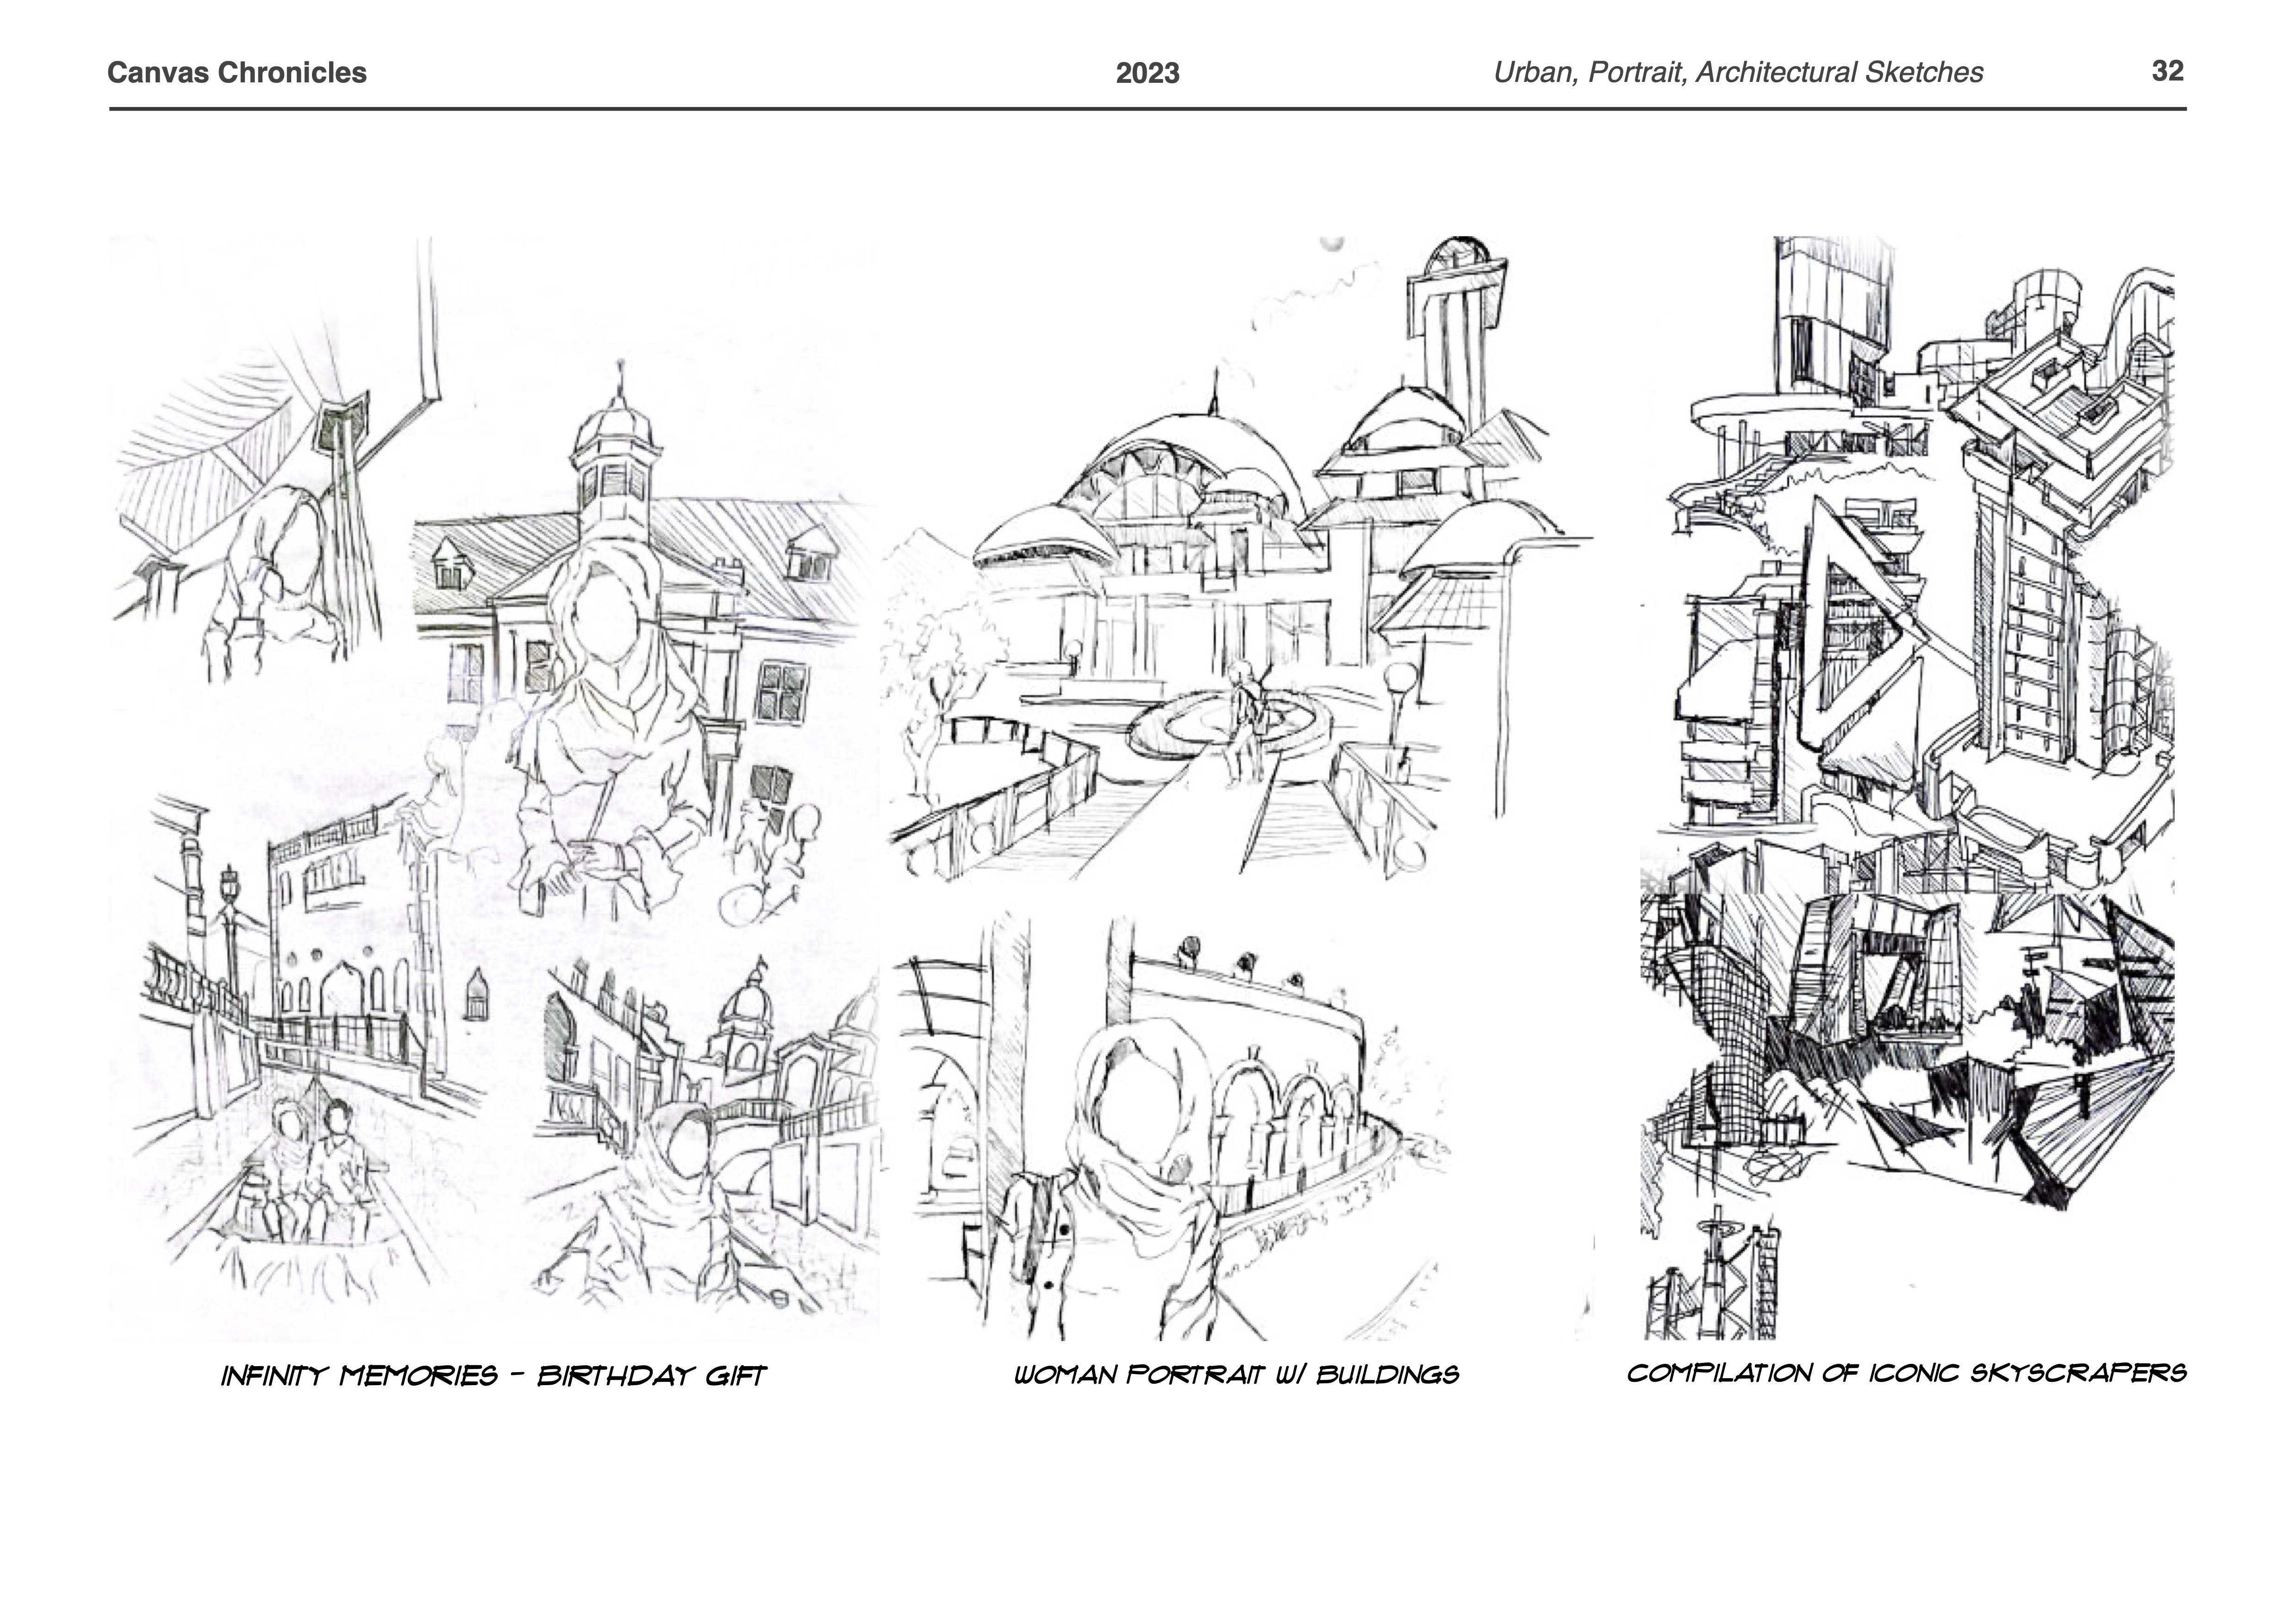 Canvas Chronicles 2023 Urban, Portrait, Architectural Sketches 32
INFINITY MEMORIES - BIRTHDAY GIFT
WOMAN PORTRAIT W/ BUILDINGS
COMPILATION OF ICONIC SKYSCRAPERS